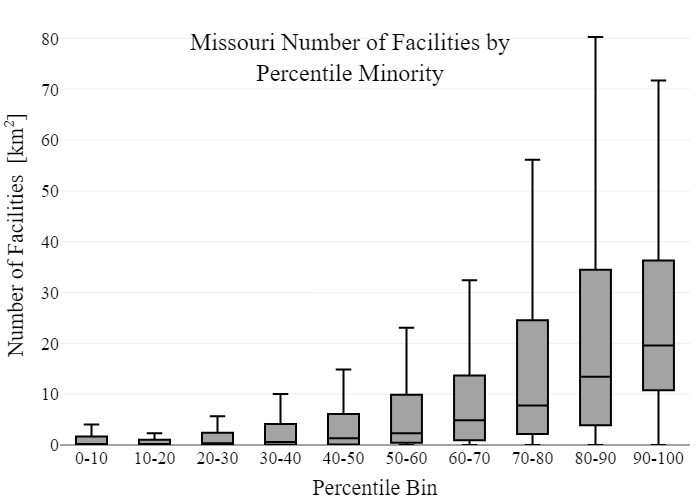 Missouri Number of Facilities by
Percentile Minority
Number of Facilities [km²]
80
70
60
50
40
30
20
10
0
0-10 10-20 20-30 30-40 40-50 50-60 60-70 70-80 80-90 90-100
Percentile Bin